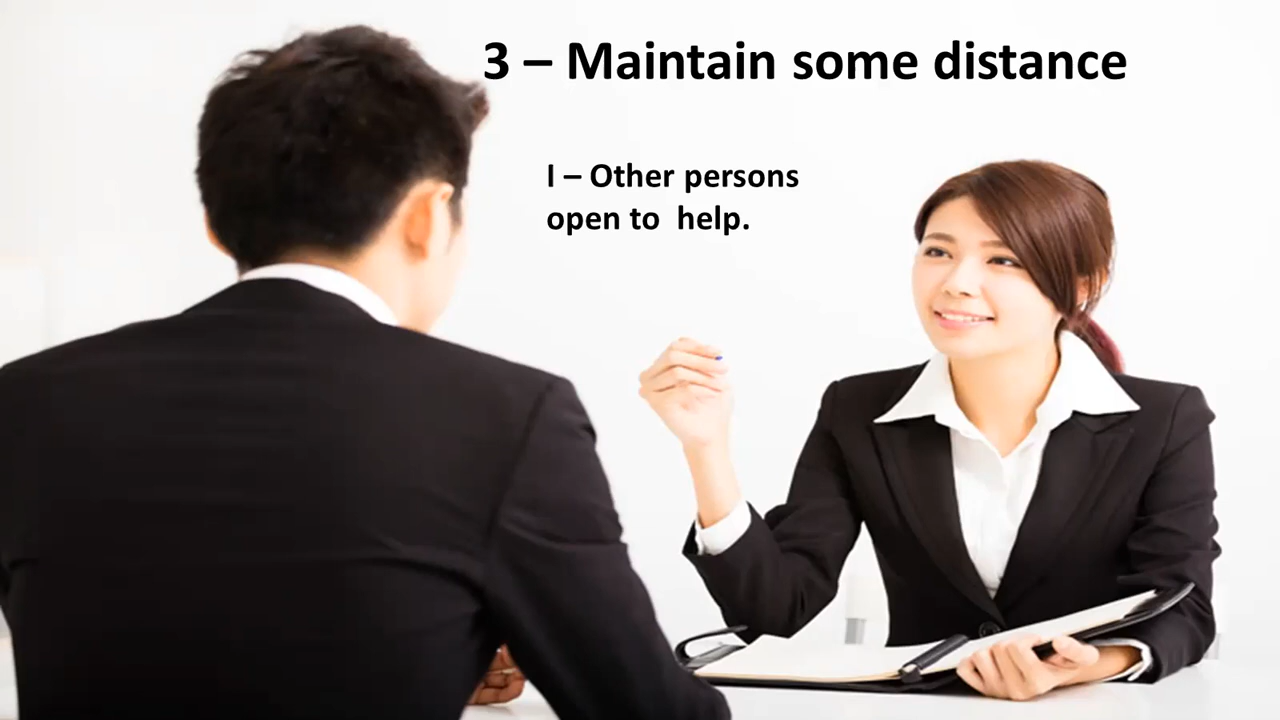 3 – Maintain some distance
I – Other persons
open to  help.